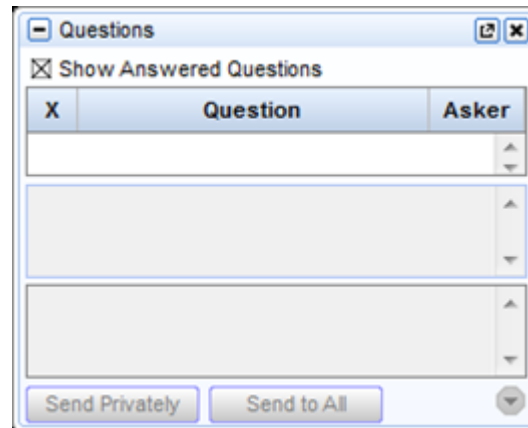 Questions
Show Answered Questions
X Question Asker
Send Privately Send to All